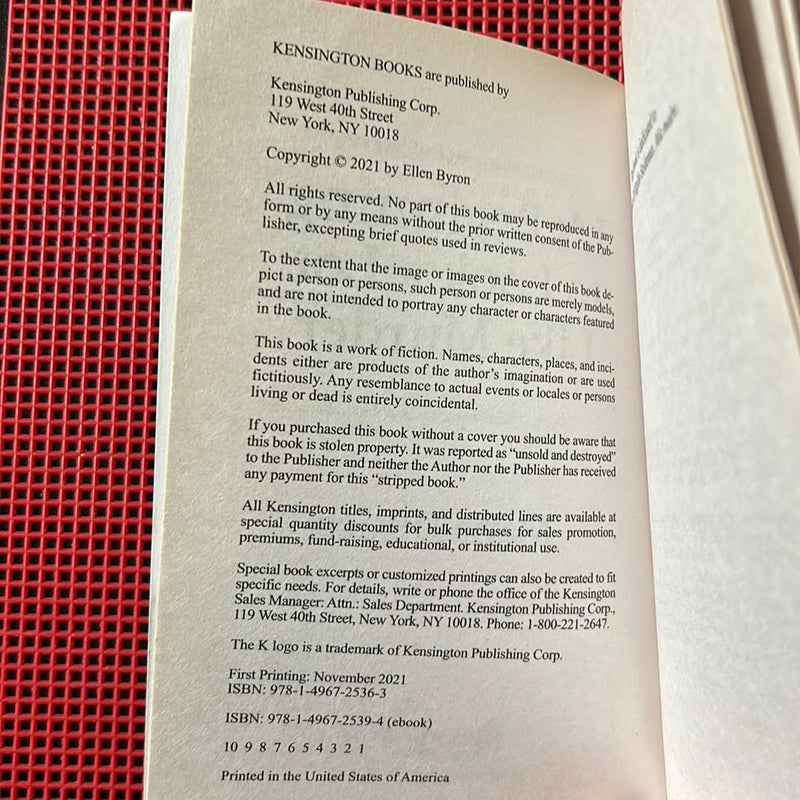 KENSINGTON BOOKS are published by
Kensington Publishing Corp.
119 West 40th Street
New York, NY 10018
Copyright © 2021 by Ellen Byron
All rights reserved. No part of this book may be reproduced in any
form or by any means without the prior written consent of the Pub-
lisher, excepting brief quotes used in reviews.
To the extent that the image or images on the cover of this book de-
pict a person or persons, such person or persons are merely models,
and are not intended to portray any character or characters featured
in the book.
This book is a work of fiction. Names, characters, places, and inci-
dents either are products of the author's imagination or are used
fictitiously. Any resemblance to actual events or locales or persons
living or dead is entirely coincidental.
If you purchased this book without a cover you should be aware that
this book is stolen property. It was reported as "unsold and destroyed"
to the Publisher and neither the Author nor the Publisher has received
any payment for this "stripped book."
All Kensington titles, imprints, and distributed lines are available at
special quantity discounts for bulk purchases for sales promotion,
premiums, fund-raising, educational, or institutional use.
Special book excerpts or customized printings can also be created to fit
specific needs. For details, write or phone the office of the Kensington
Sales Manager: Attn.: Sales Department. Kensington Publishing Corp.,
119 West 40th Street, New York, NY 10018. Phone: 1-800-221-2647.
The K logo is a trademark of Kensington Publishing Corp.
First Printing: November 2021
ISBN: 978-1-4967-2536-3
ISBN: 978-1-4967-2539-4 (ebook)
10 9 8 7 6 5 4 3 2 1
Printed in the United States of America